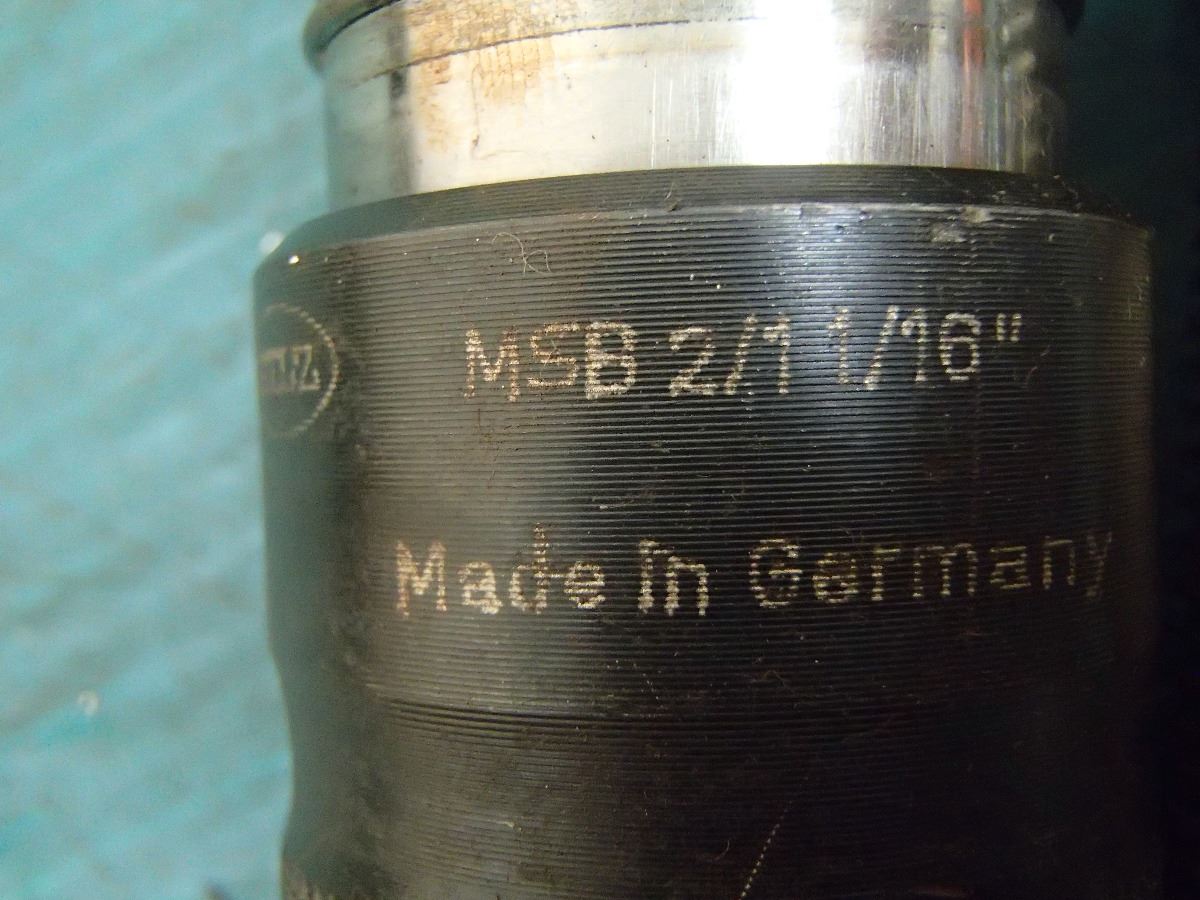 MSB 2/1 1/16"
Made in Germany